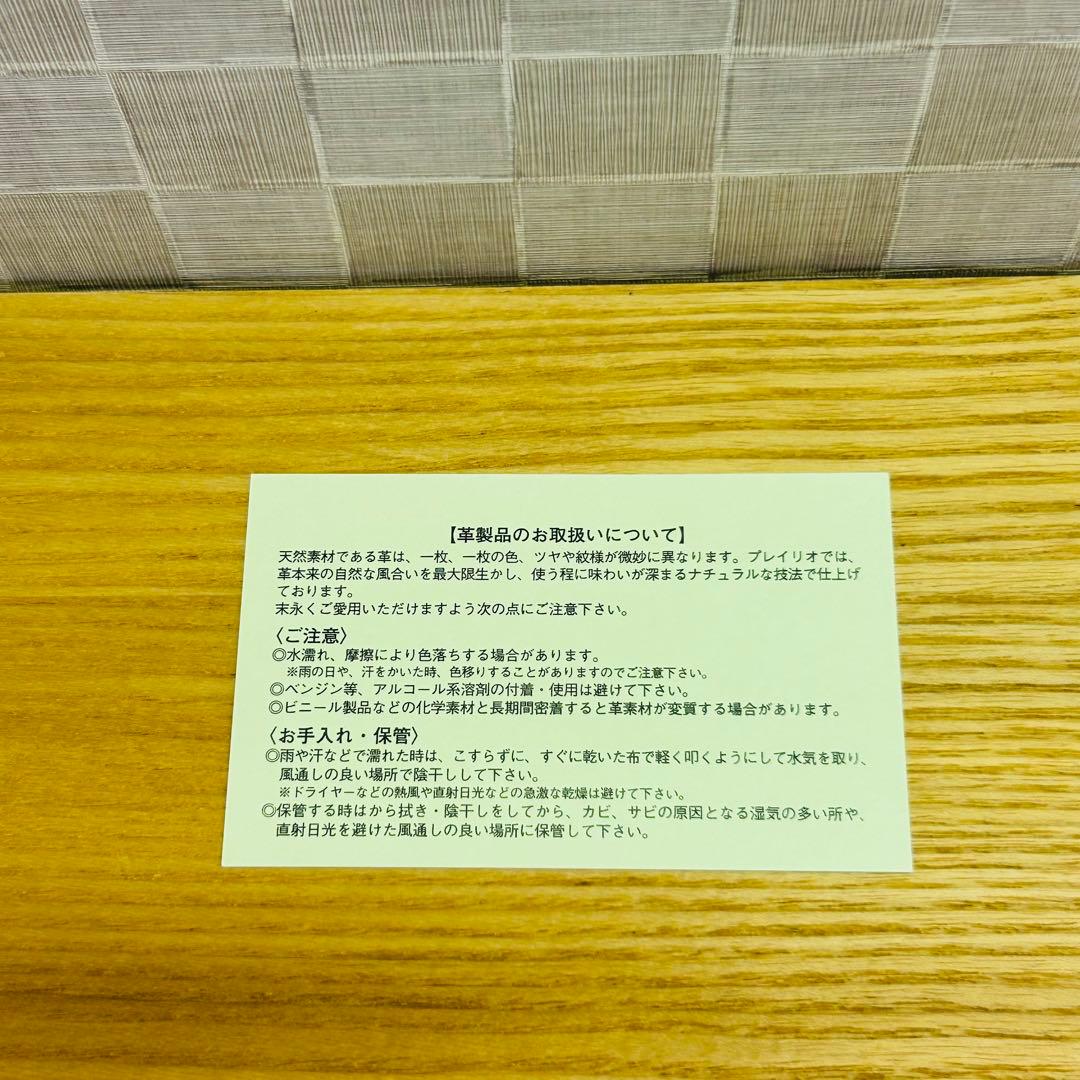 【革製品のお取扱いについて】
天然素材である革は、一枚、一枚の色、ツヤや紋様が微妙に異なります。ブレイリオでは、
革本来の自然な風合いを最大限生かし、使う程に味わいが深まるナチュラルな技法で仕上げ
ております。
末永くご愛用いただけますよう次の点にご注意下さい。
〈ご注意〉
◎水濡れ、摩擦により色落ちする場合があります。
※雨の日や、汗をかいた時、色移りすることがありますのでご注意下さい。
◎ベンジン等、アルコール系溶剤の付着・使用は避けて下さい。
◎ビニール製品などの化学素材と長期間密着すると革素材が変質する場合があります。
〈お手入れ・保管〉
◎雨や汗などで濡れた時は、こすらずに、すぐに乾いた布で軽く叩くようにして水気を取り、
風通しの良い場所で陰干しして下さい。
※ドライヤーなどの熱風や直射日光などの急激な乾燥は避けて下さい。
◎保管する時はから拭き・陰干しをしてから、カビ、サビの原因となる湿気の多い所や、
直射日光を避けた風通しの良い場所に保管して下さい。